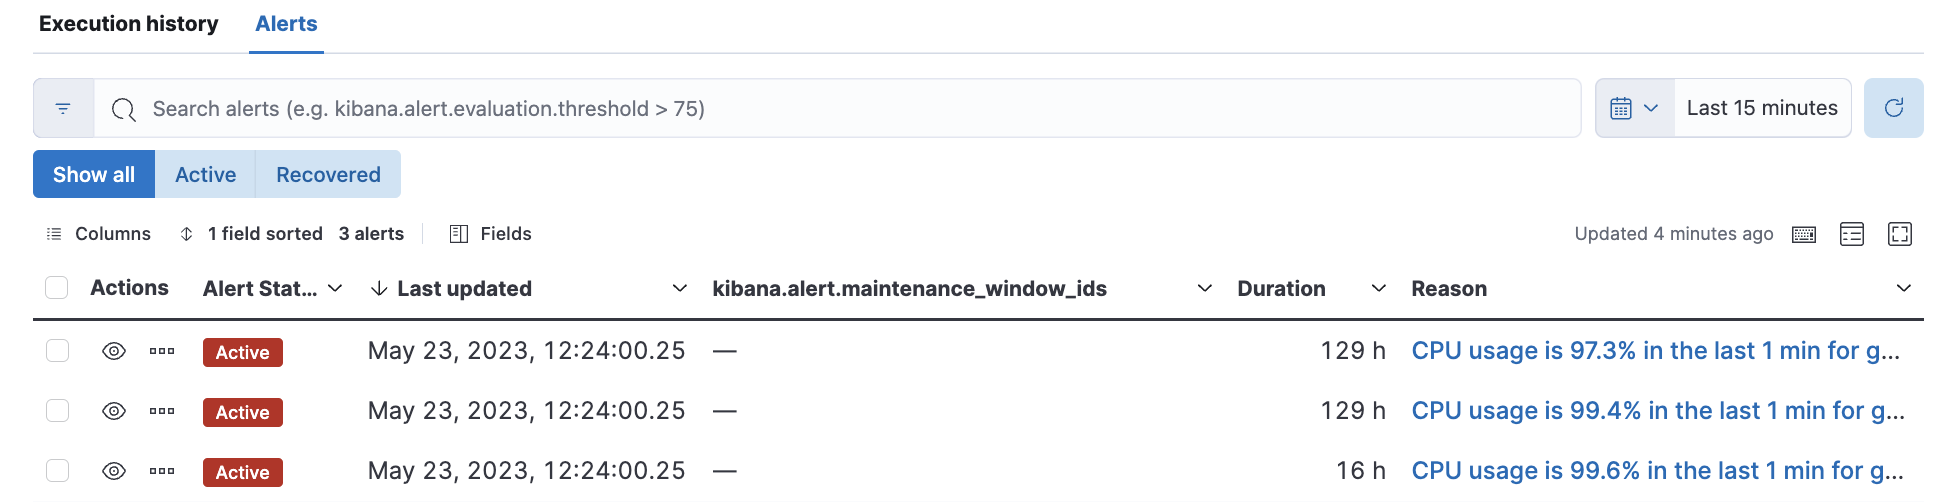 Execution history Alerts
Search alerts (e.g. kibana.alert.evaluation.threshold > 75) Last 15 minutes
Show all Active Recovered
Columns 1 field sorted 3 alerts Fields Updated 4 minutes ago
Actions Alert Stat... Last updated kibana.alert.maintenance_window_ids Duration Reason
Active May 23, 2023, 12:24:00.25 — 129 h CPU usage is 97.3% in the last 1 min for g...
Active May 23, 2023, 12:24:00.25 — 129 h CPU usage is 99.4% in the last 1 min for g...
Active May 23, 2023, 12:24:00.25 — 16 h CPU usage is 99.6% in the last 1 min for g...